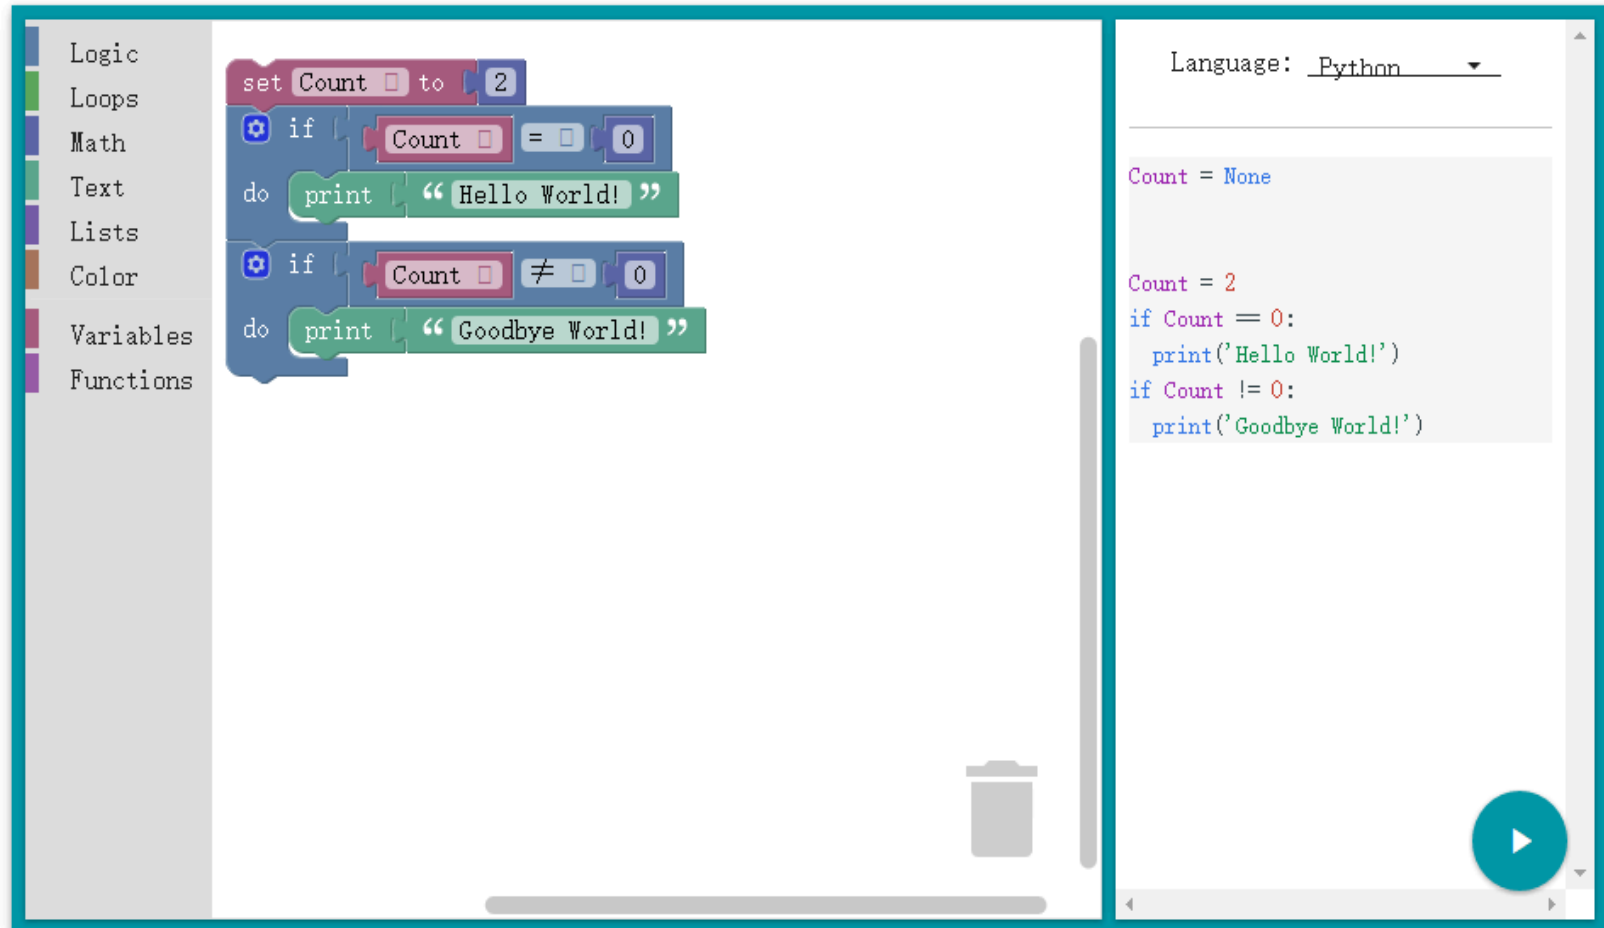 Logic
Loops
Math
Text
Lists
Color
Variables
Functions
set Count to 2
if Count = 0
do print “ Hello World! ”
if Count ≠ 0
do print “ Goodbye World! ”
Language: Python
Count = None
Count = 2
if Count == 0:
print('Hello World!')
if Count != 0:
print('Goodbye World!')